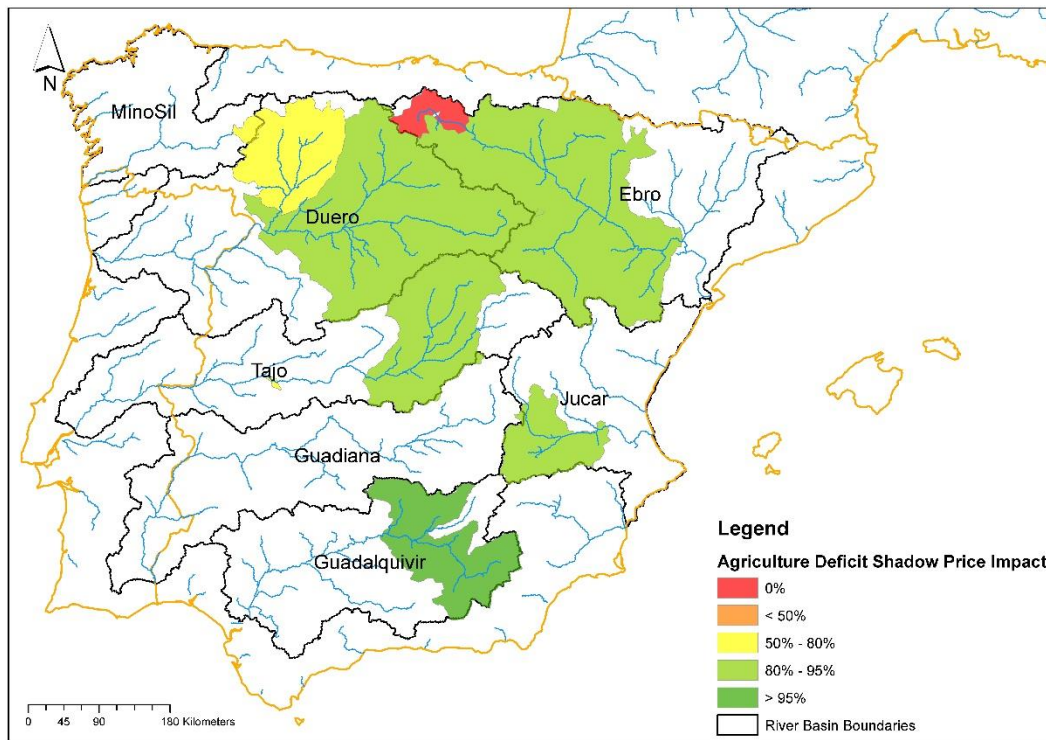 N
MinoSil
Ebro
Duero
Tajo
Jucar
Guadiana
Guadalquivir
Legend
Agriculture Deficit Shadow Price Impact
0%
< 50%
50% - 80%
80% - 95%
> 95%
River Basin Boundaries
0 45 90 180 Kilometers